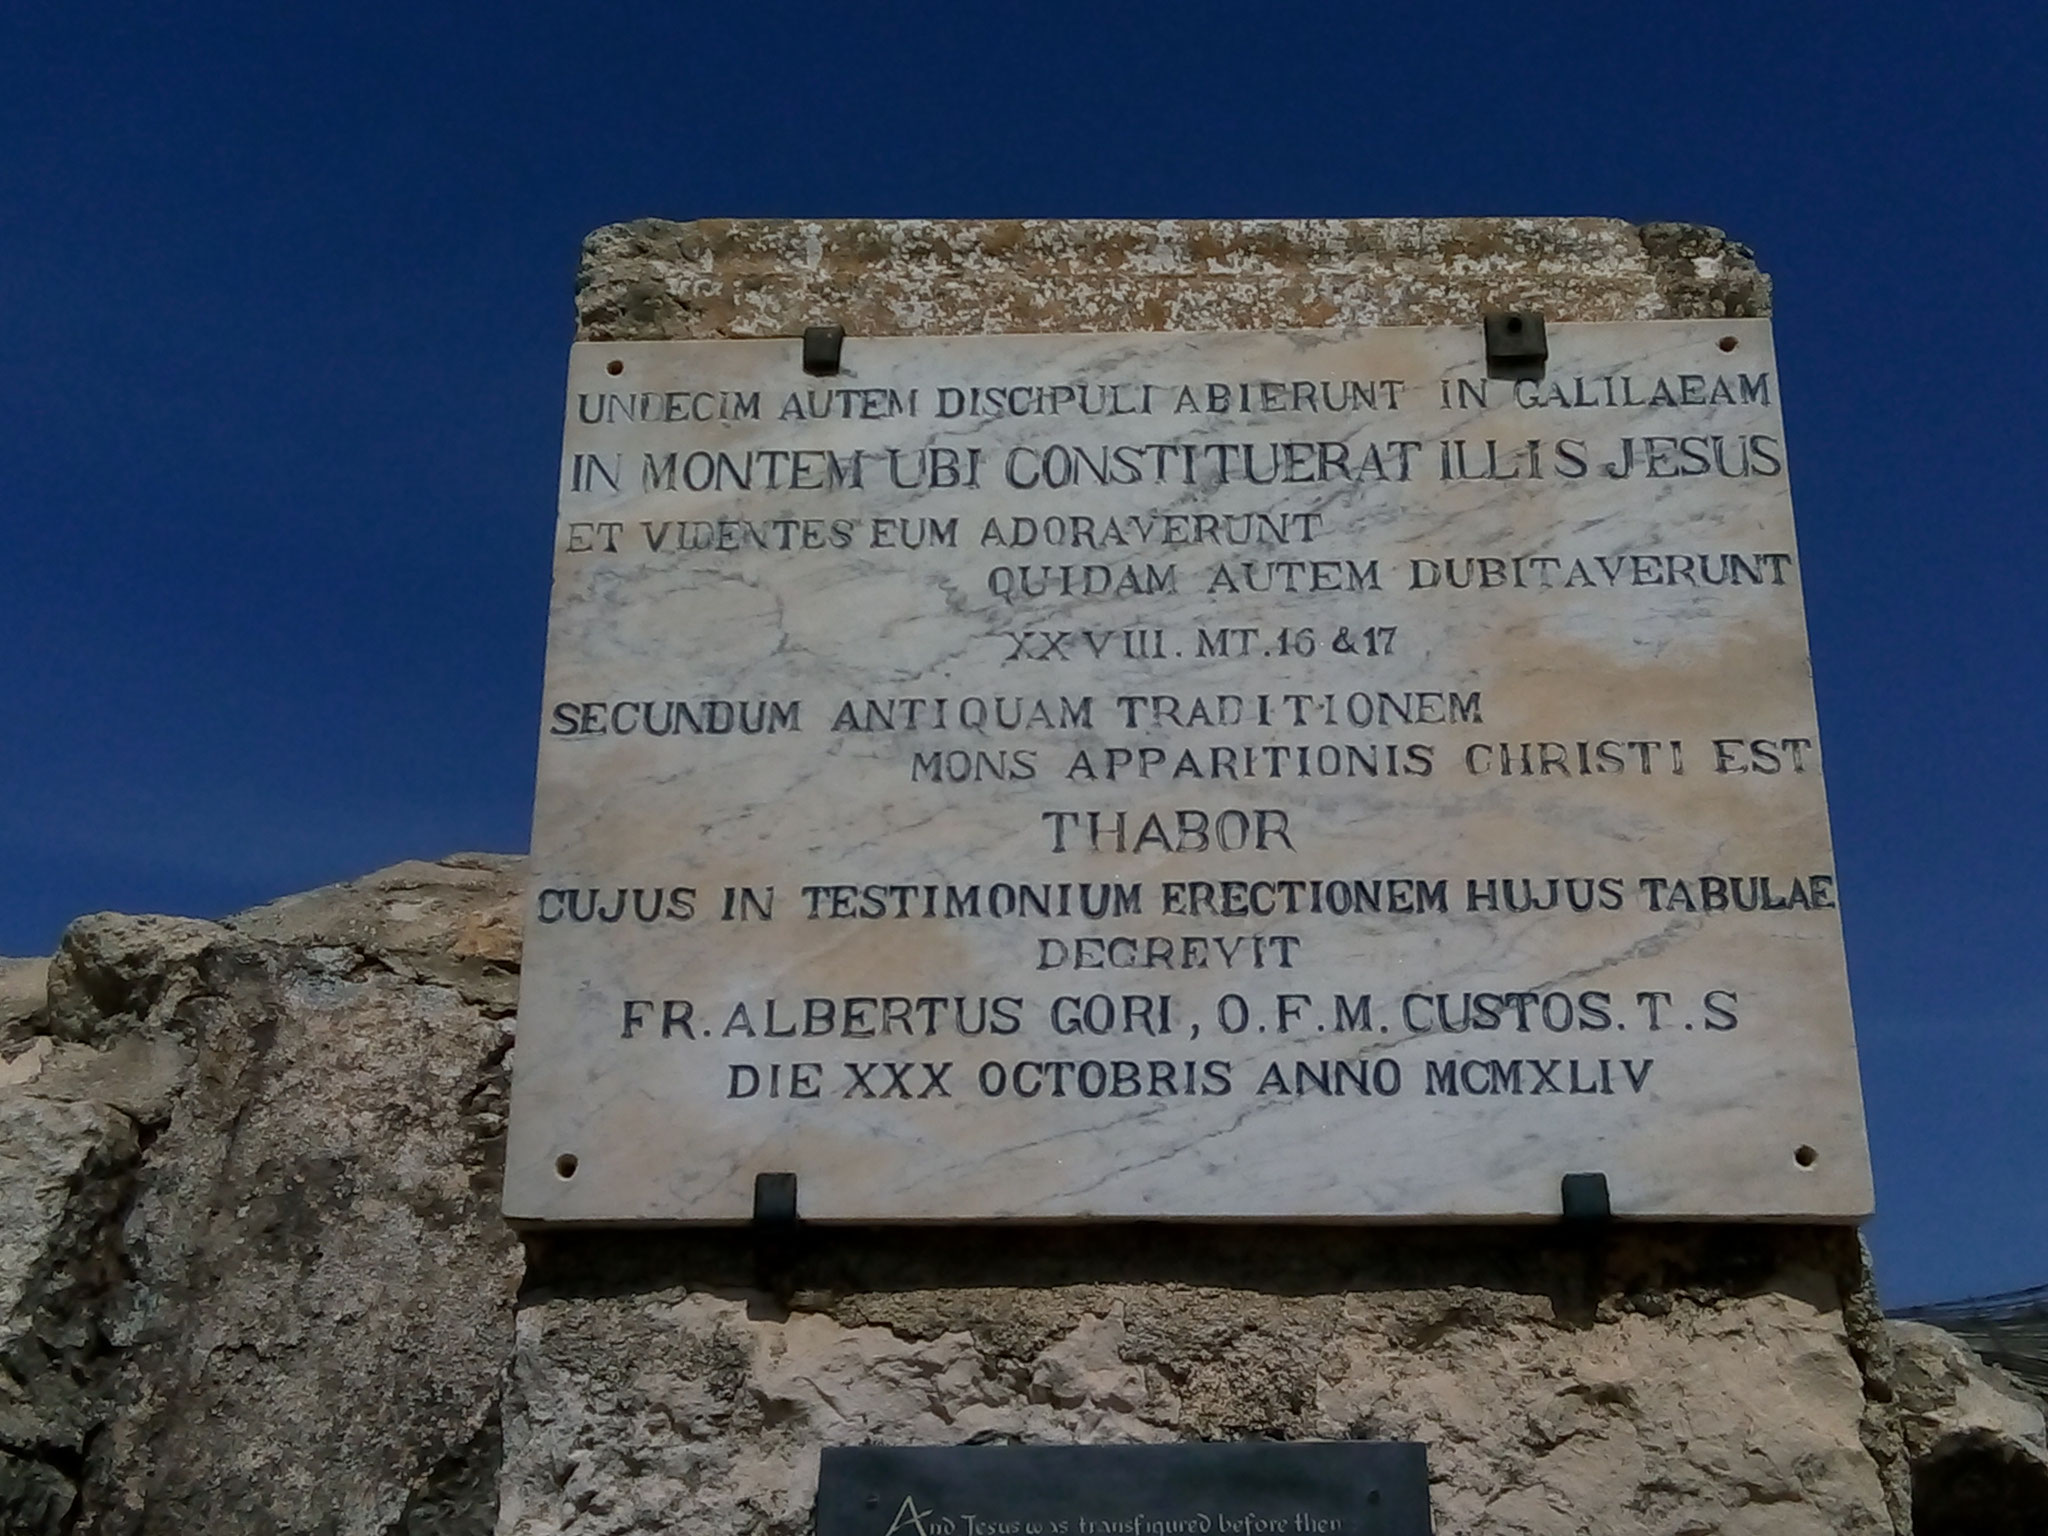 UNDECIM AUTEM DISCIPULI ABIERUNT IN GALILAEAM
IN MONTEM UBI CONSTITUERAT ILLIS JESUS
ET VIDENTES EUM ADORAVERUNT
QUIDAM AUTEM DUBITAVERUNT
XXVIII. MT. 16 & 17
SECUNDUM ANTIQUAM TRADITIONEM
MONS APPARITIONIS CHRISTI EST
THABOR
CUJUS IN TESTIMONIUM ERECTIONEM HUJUS TABULAE
DECREVIT
FR. ALBERTUS GORI, O.F.M. CUSTOS. T.S
DIE XXX OCTOBRIS ANNO MCMXLIV
And Jesus was transfigured before them